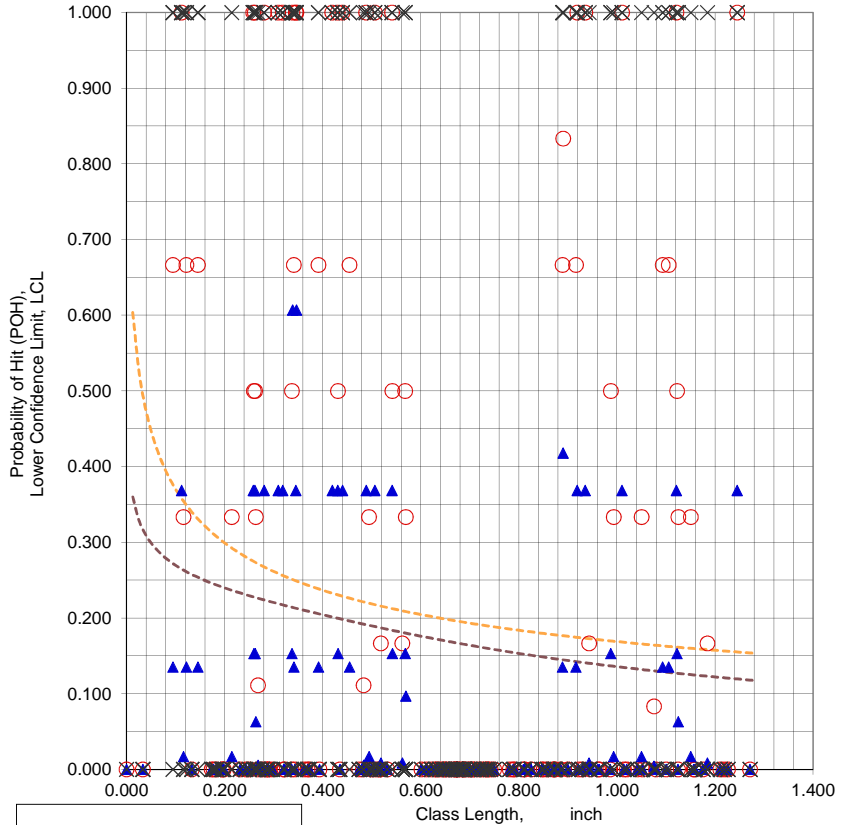 1.000
0.900
0.800
0.700
0.600
0.500
0.400
0.300
0.200
0.100
0.000
Probability of Hit (POH),
Lower Confidence Limit, LCL
0.000 0.200 0.400 0.600 0.800 1.000 1.200 1.400
Class Length, inch